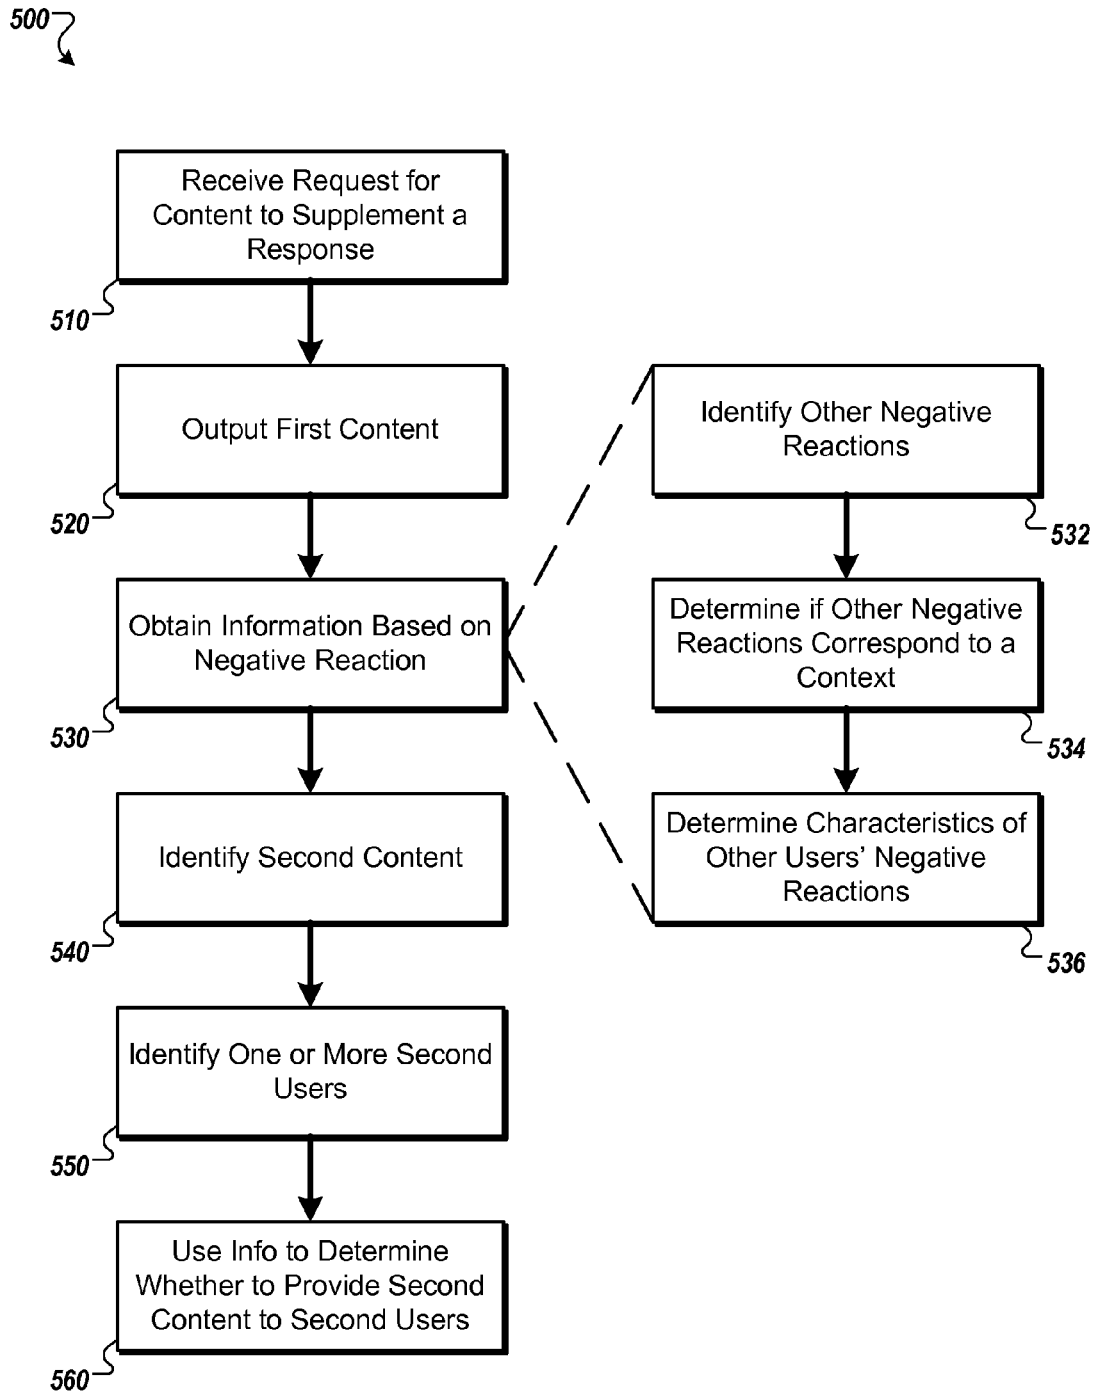 500
Receive Request for
Content to Supplement a
Response
510
Output First Content
520
Obtain Information Based on
Negative Reaction
530
Identify Second Content
540
Identify One or More Second
Users
550
Use Info to Determine
Whether to Provide Second
Content to Second Users
560
Identify Other Negative
Reactions
532
Determine if Other Negative
Reactions Correspond to a
Context
534
Determine Characteristics of
Other Users' Negative
Reactions
536